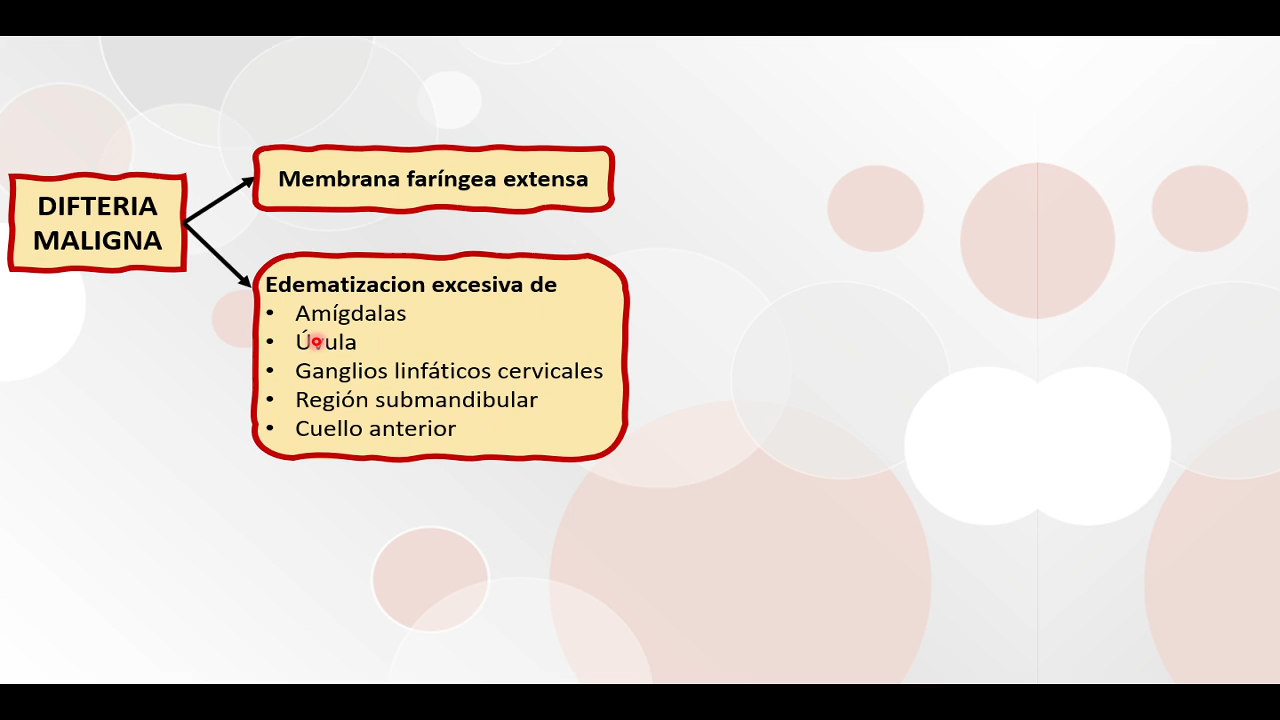 DIFTERIA
MALIGNA
Membrana faríngea extensa
Edematizacion excesiva de
• Amígdalas
• Úvula
• Ganglios linfáticos cervicales
• Región submandibular
• Cuello anterior